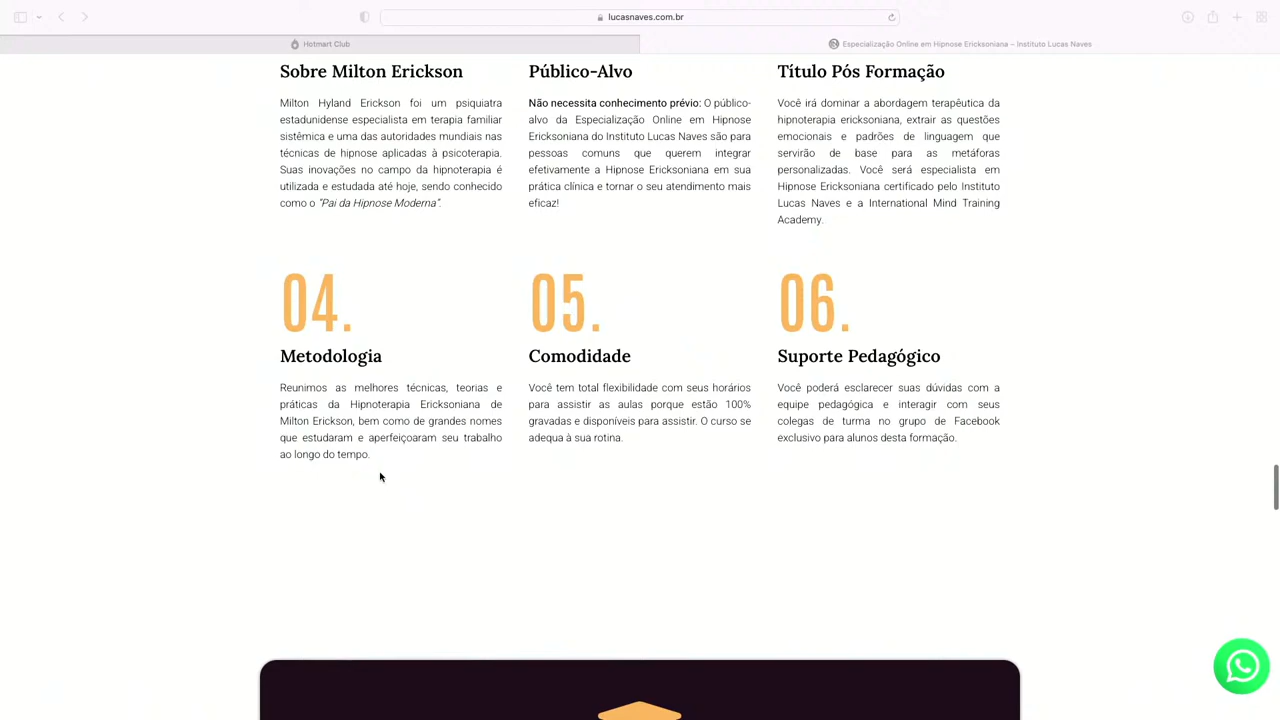 lucasnaves.com.br
Hotmart Club
Especialização Online em Hipnose Ericksoniana – Instituto Lucas Naves
Sobre Milton Erickson
Milton Hyland Erickson foi um psiquiatra
estadunidense especialista em terapia familiar
sistêmica e uma das autoridades mundiais nas
técnicas de hipnose aplicadas à psicoterapia.
Suas inovações no campo da hipnoterapia é
utilizada e estudada até hoje, sendo conhecido
como o "Pai da Hipnose Moderna".
Público-Alvo
Não necessita conhecimento prévio: O público-
alvo da Especialização Online em Hipnose
Ericksoniana do Instituto Lucas Naves são para
pessoas comuns que querem integrar
efetivamente a Hipnose Ericksoniana em sua
prática clínica e tornar o seu atendimento mais
eficaz!
Título Pós Formação
Você irá dominar a abordagem terapêutica da
hipnoterapia ericksoniana, extrair as questões
emocionais e padrões de linguagem que
servirão de base para as metáforas
personalizadas. Você será especialista em
Hipnose Ericksoniana certificado pelo Instituto
Lucas Naves e a International Mind Training
Academy.
04.
Metodologia
Reunimos as melhores técnicas, teorias e
práticas da Hipnoterapia Ericksoniana de
Milton Erickson, bem como de grandes nomes
que estudaram e aperfeiçoaram seu trabalho
ao longo do tempo.
05.
Comodidade
Você tem total flexibilidade com seus horários
para assistir as aulas porque estão 100%
gravadas e disponíveis para assistir. O curso se
adequa à sua rotina.
06.
Suporte Pedagógico
Você poderá esclarecer suas dúvidas com a
equipe pedagógica e interagir com seus
colegas de turma no grupo de Facebook
exclusivo para alunos desta formação.